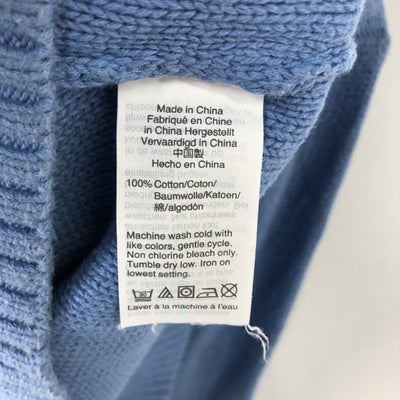 Made in China
Fabriqué en Chine
in China Hergestellt
Vervaardigd in China
中国製
Hecho en China
100% Cotton/Coton/
Baumwolle/Katoen/
綿/algodón
Machine wash cold with
like colors, gentle cycle.
Non chlorine bleach only.
Tumble dry low. Iron on
lowest setting.
Laver à la machine à l'eau